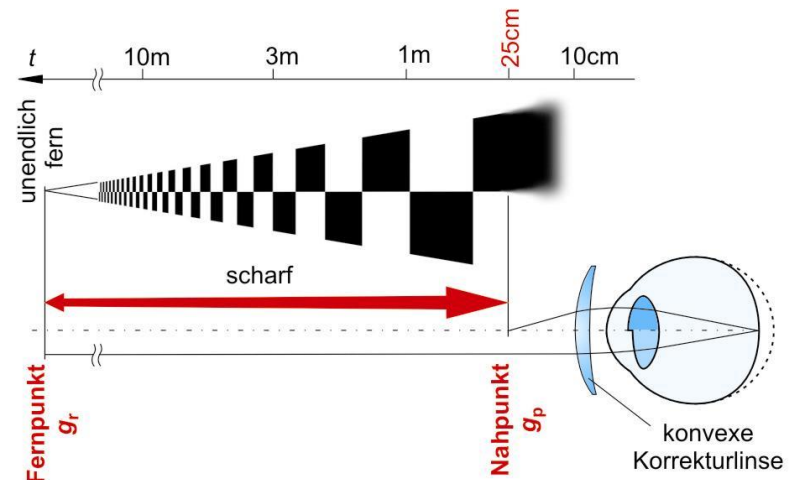 t
10m
3m
1m
25cm
10cm
unendlich
fern
scharf
Fernpunkt
gr
Nahpunkt
gp
konvexe
Korrekturlinse